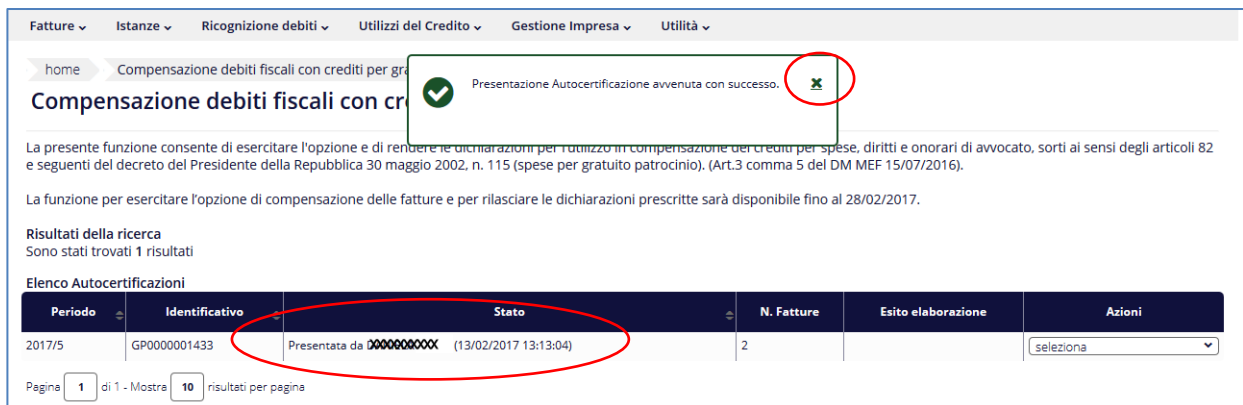 Fatture Istanze Ricognizione debiti Utilizzi del Credito Gestione Impresa Utilità
home Compensazione debiti fiscali con crediti per
Presentazione Autocertificazione avvenuta con successo. x
Compensazione debiti fiscali con
La presente funzione consente di esercitare l'opzione e di rendere le dichiarazioni per l'utilizzo in compensazione dei crediti per spese, diritti e onorari di avvocato, sorti ai sensi degli articoli 82
e seguenti del decreto del Presidente della Repubblica 30 maggio 2002, n. 115 (spese per gratuito patrocinio). (Art.3 comma 5 del DM MEF 15/07/2016).
La funzione per esercitare l'opzione di compensazione delle fatture e per rilasciare le dichiarazioni prescritte sarà disponibile fino al 28/02/2017.
Risultati della ricerca
Sono stati trovati 1 risultati
Elenco Autocertificazioni
Periodo Identificativo Stato N. Fatture Esito elaborazione Azioni
2017/5 GP0000001433 Presentata da (13/02/2017 13:13:04) 2 seleziona
Pagina 1 di 1 - Mostra 10 risultati per pagina